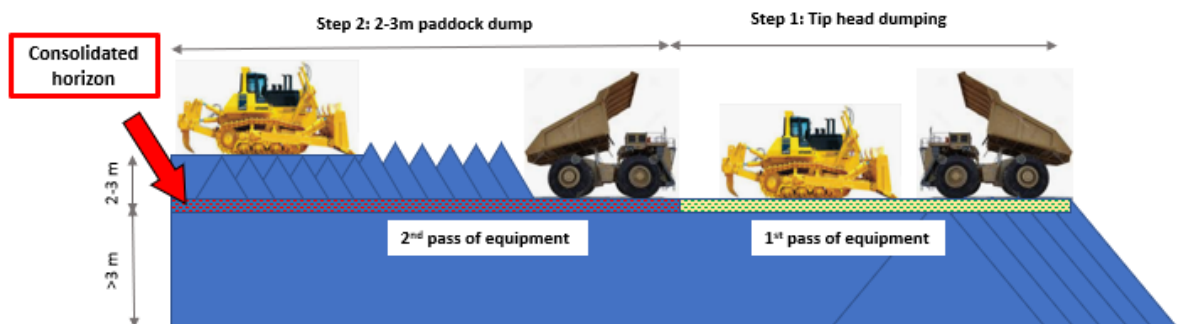 Step 2: 2-3m paddock dump
Step 1: Tip head dumping
Consolidated
horizon
2-3 m
>3 m
2nd pass of equipment
1st pass of equipment